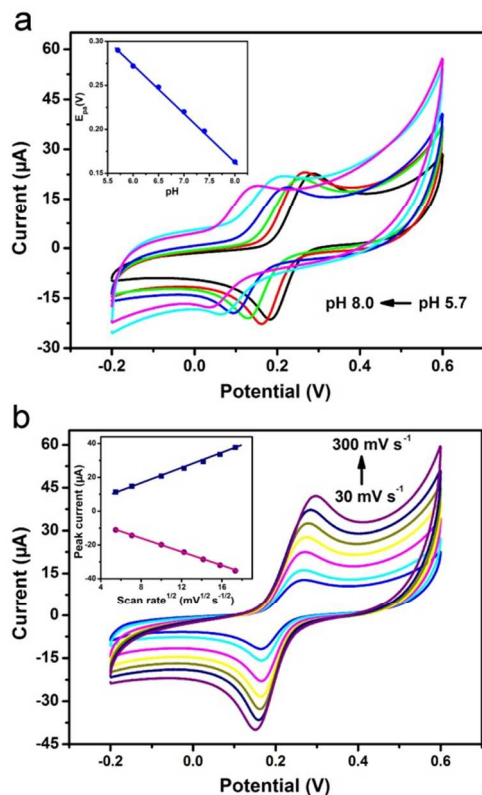 a
60
45
30
15
0
-15
-30
Current (μA)
0.30
0.25
0.20
0.15
Epa(V)
5.5 6.0 6.5 7.0 7.5 8.0
pH
pH 8.0 ← pH 5.7
-0.2 0.0 0.2 0.4 0.6
Potential (V)
b
60
45
30
15
0
-15
-30
-45
Current (μA)
40
20
0
-20
-40
Peak current (μA)
4 8 12 16
Scan rate^1/2 (mV^1/2 s^-1/2)
300 mV s^-1
30 mV s^-1
-0.2 0.0 0.2 0.4 0.6
Potential (V)